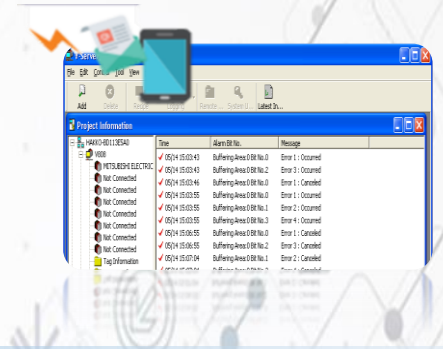 File Edit Control Tool View
Add Delete Reope Logging Remote ... System U... Latest In...
Project Information
HAKKO-BD113E5A0
V808
MITSUBISHI ELECTRIC
Not Connected
Not Connected
Not Connected
Not Connected
Not Connected
Not Connected
Not Connected
Tag Information
Time Alarm Bit No. Message
05/14 15:03:43 Buffering Area:0 Bit No.0 Error 1 : Occurred
05/14 15:03:43 Buffering Area:0 Bit No.2 Error 3 : Occurred
05/14 15:03:46 Buffering Area:0 Bit No.0 Error 1 : Canceled
05/14 15:03:55 Buffering Area:0 Bit No.0 Error 1 : Occurred
05/14 15:03:55 Buffering Area:0 Bit No.1 Error 2 : Occurred
05/14 15:03:55 Buffering Area:0 Bit No.3 Error 4 : Occurred
05/14 15:06:55 Buffering Area:0 Bit No.0 Error 1 : Canceled
05/14 15:06:55 Buffering Area:0 Bit No.2 Error 3 : Canceled
05/14 15:07:04 Buffering Area:0 Bit No.1 Error 2 : Canceled